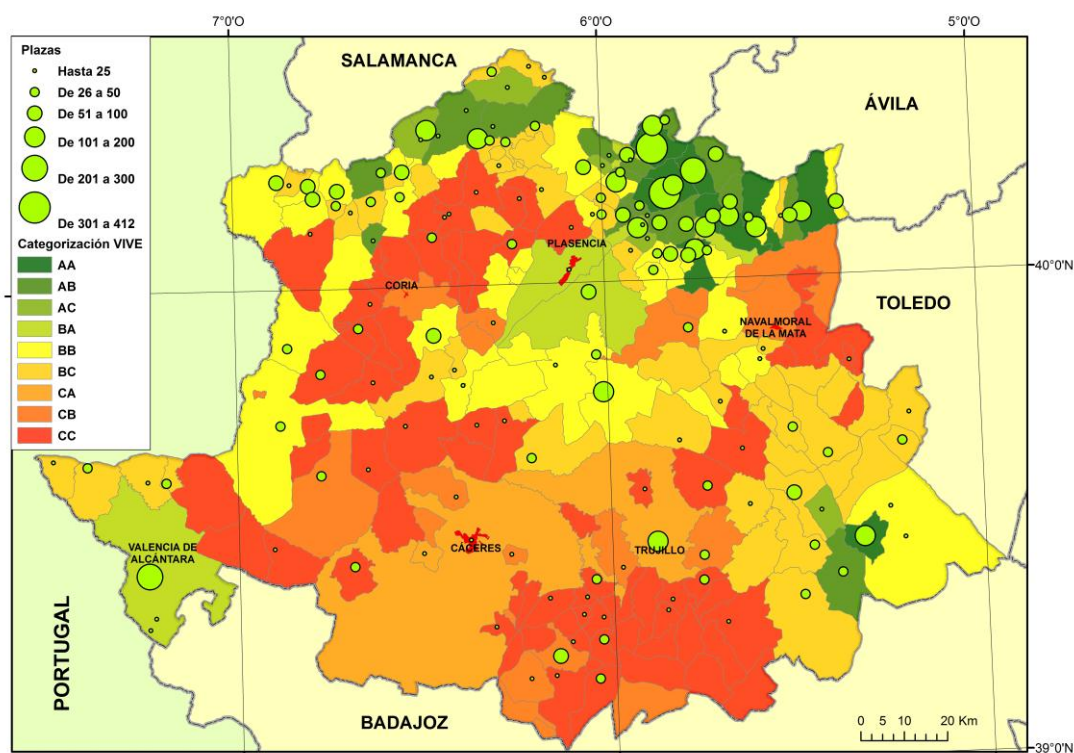 7°0'O
6°0'O
5°0'O
Plazas
Hasta 25
De 26 a 50
De 51 a 100
De 101 a 200
De 201 a 300
De 301 a 412
Categorización VIVE
AA
AB
AC
BA
BB
BC
CA
CB
CC
SALAMANCA
ÁVILA
PLASENCIA
40°0'N
CORIA
TOLEDO
NAVALMORAL
DE LA MATA
VALENCIA DE
ALCÁNTARA
CÁCERES
TRUJILLO
PORTUGAL
BADAJOZ
0 5 10 20 Km
39°0'N